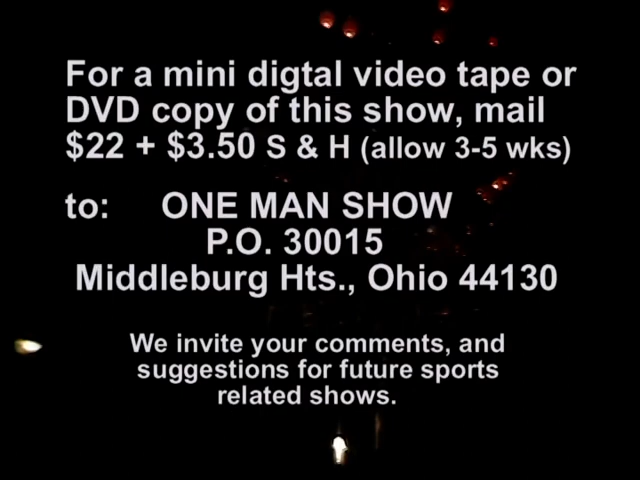 For a mini digtal video tape or
DVD copy of this show, mail
$22 + $3.50 S & H (allow 3-5 wks)
to: ONE MAN SHOW
P.O. 30015
Middleburg Hts., Ohio 44130
We invite your comments, and
suggestions for future sports
related shows.